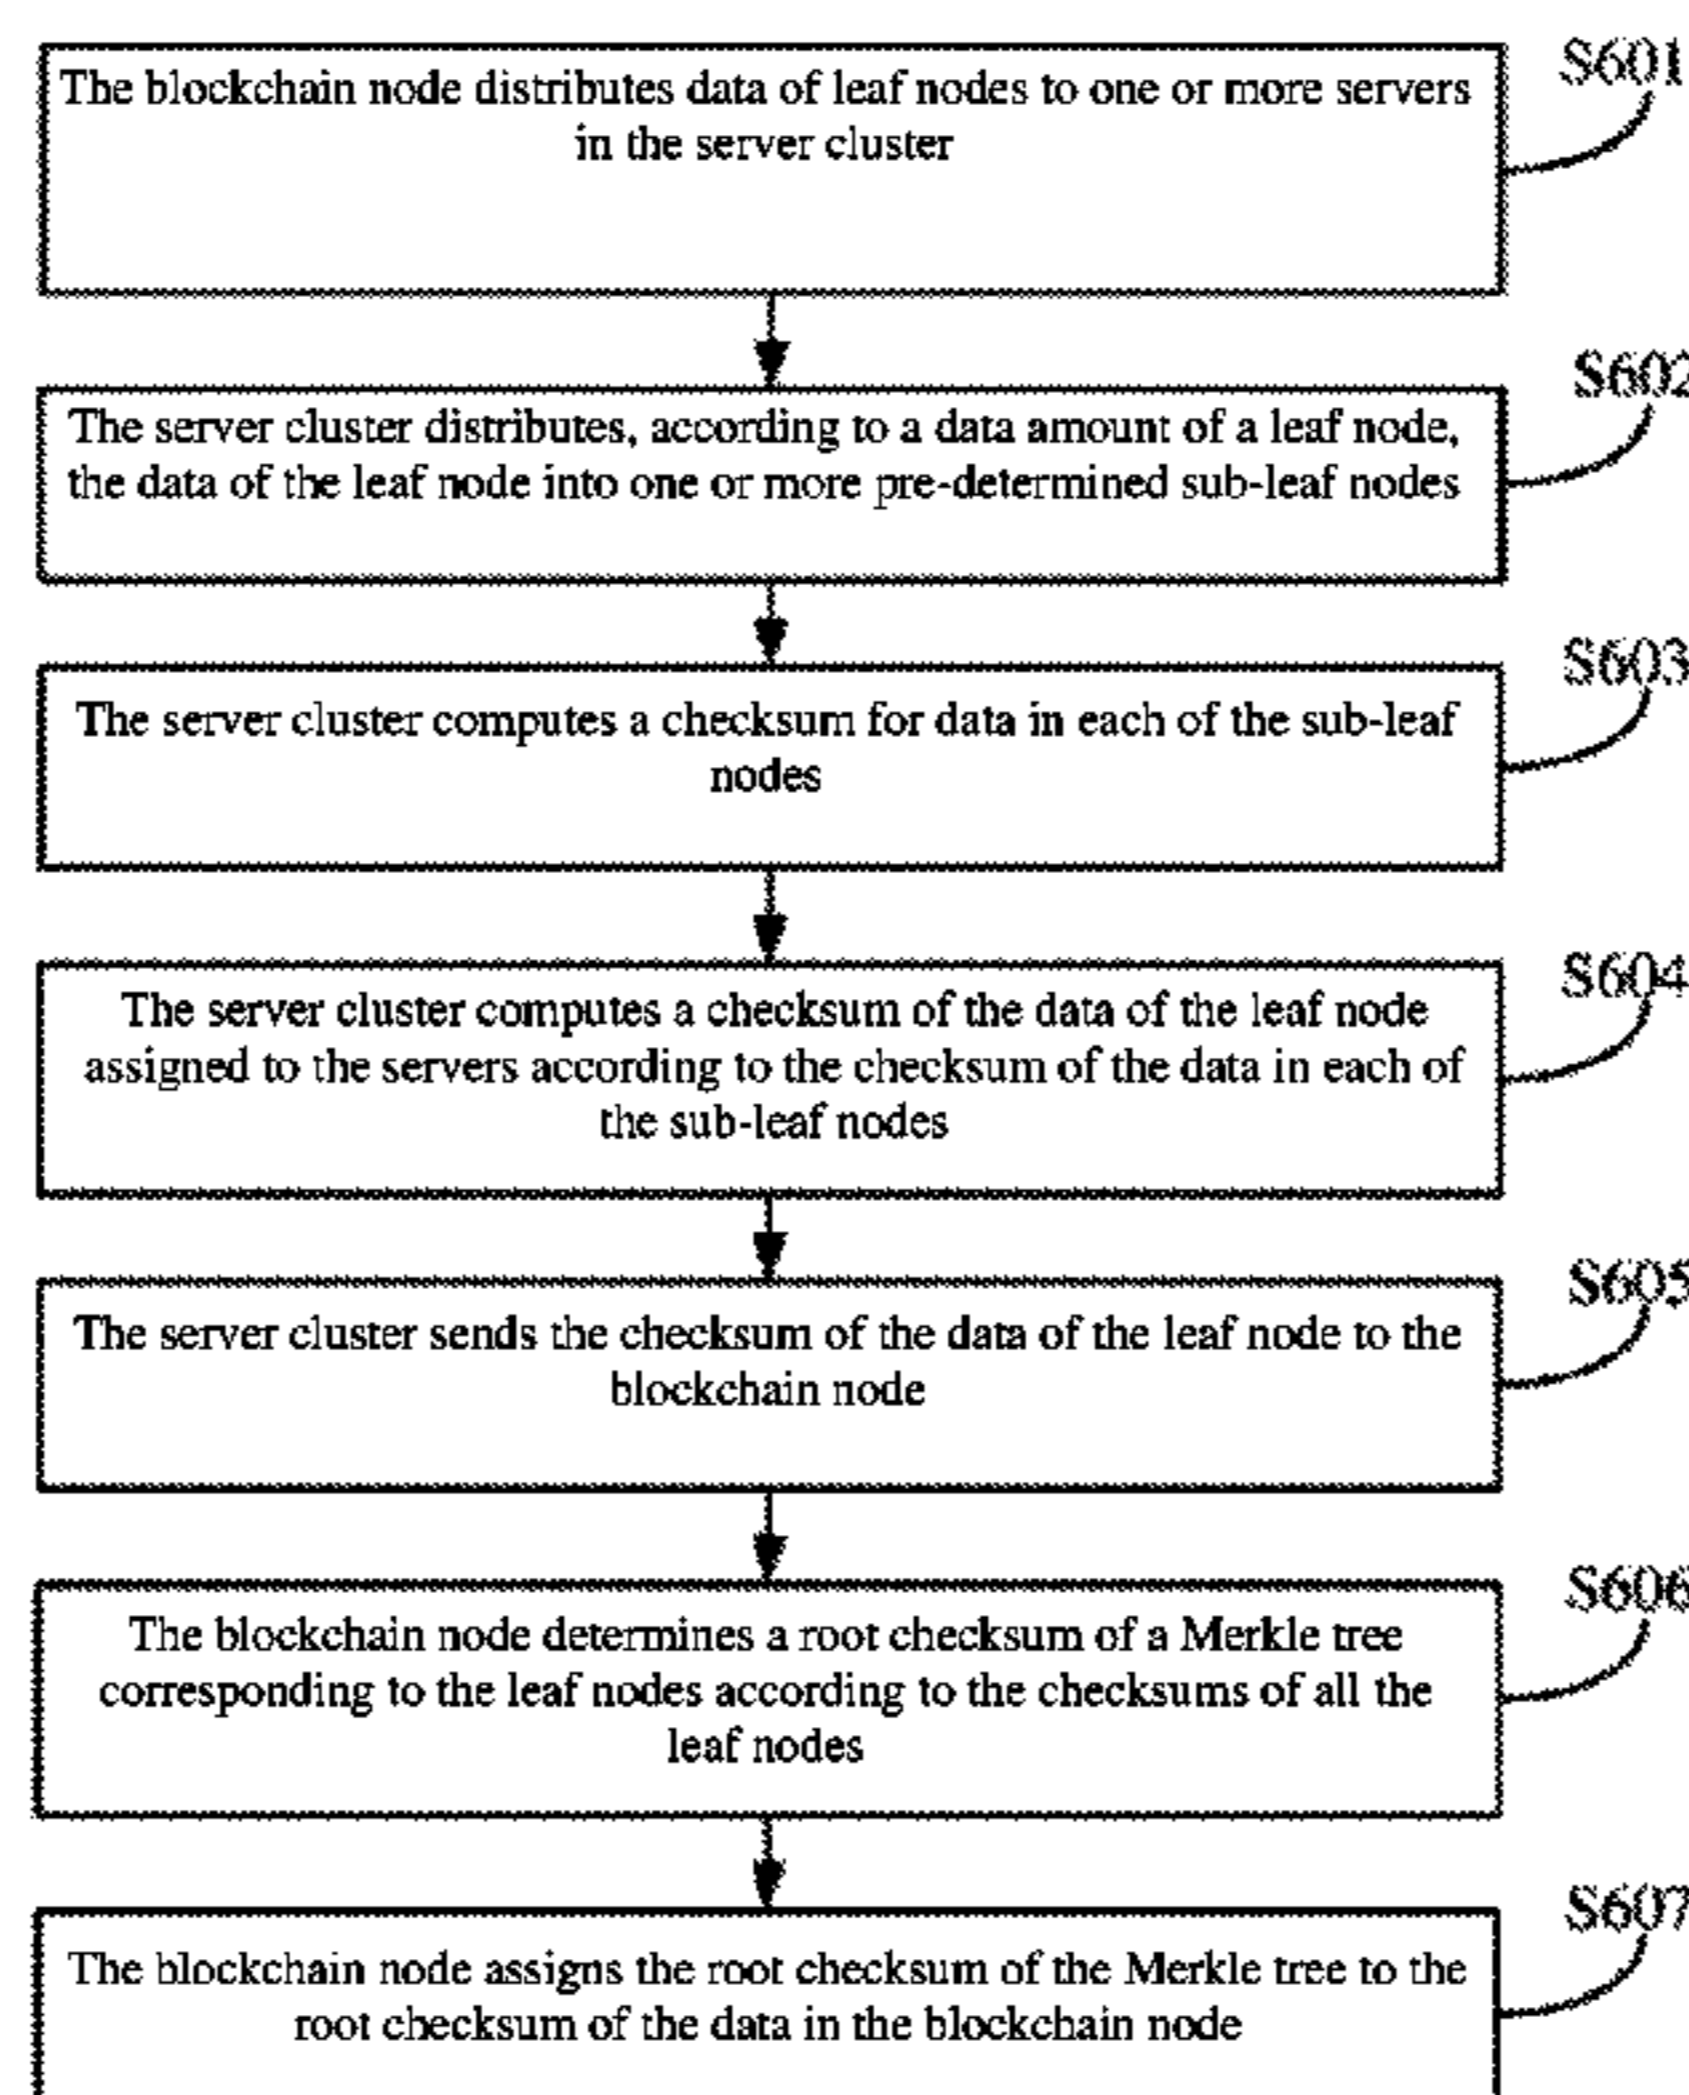 The blockchain node distributes data of leaf nodes to one or more servers
in the server cluster
S601
The server cluster distributes, according to a data amount of a leaf node,
the data of the leaf node into one or more pre-determined sub-leaf nodes
S602
The server cluster computes a checksum for data in each of the sub-leaf
nodes
S603
The server cluster computes a checksum of the data of the leaf node
assigned to the servers according to the checksum of the data in each of
the sub-leaf nodes
S604
The server cluster sends the checksum of the data of the leaf node to the
blockchain node
S605
The blockchain node determines a root checksum of a Merkle tree
corresponding to the leaf nodes according to the checksums of all the
leaf nodes
S606
The blockchain node assigns the root checksum of the Merkle tree to the
root checksum of the data in the blockchain node
S607